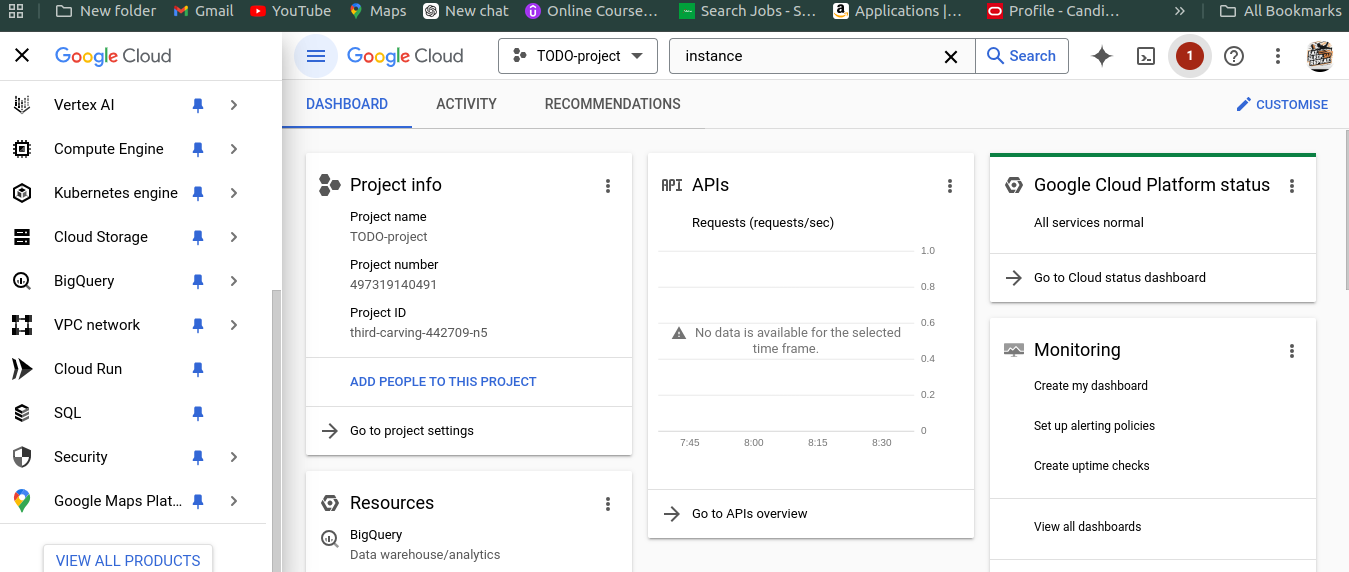 New folder
Gmail
YouTube
Maps
New chat
Online Course...
Search Jobs - S...
Applications |...
Profile - Candi...
»
All Bookmarks
Google Cloud
Google Cloud
TODO-project
instance
Search
1
DASHBOARD
ACTIVITY
RECOMMENDATIONS
CUSTOMISE
Vertex AI
Compute Engine
Kubernetes engine
Cloud Storage
BigQuery
VPC network
Cloud Run
SQL
Security
Google Maps Plat...
VIEW ALL PRODUCTS
Project info
Project name
TODO-project
Project number
497319140491
Project ID
third-carving-442709-n5
ADD PEOPLE TO THIS PROJECT
Go to project settings
Resources
BigQuery
Data warehouse/analytics
API APIs
Requests (requests/sec)
1.0
0.8
0.6
No data is available for the selected
time frame.
0.4
0.2
0
7:45 8:00 8:15 8:30
Go to APIs overview
Google Cloud Platform status
All services normal
Go to Cloud status dashboard
Monitoring
Create my dashboard
Set up alerting policies
Create uptime checks
View all dashboards